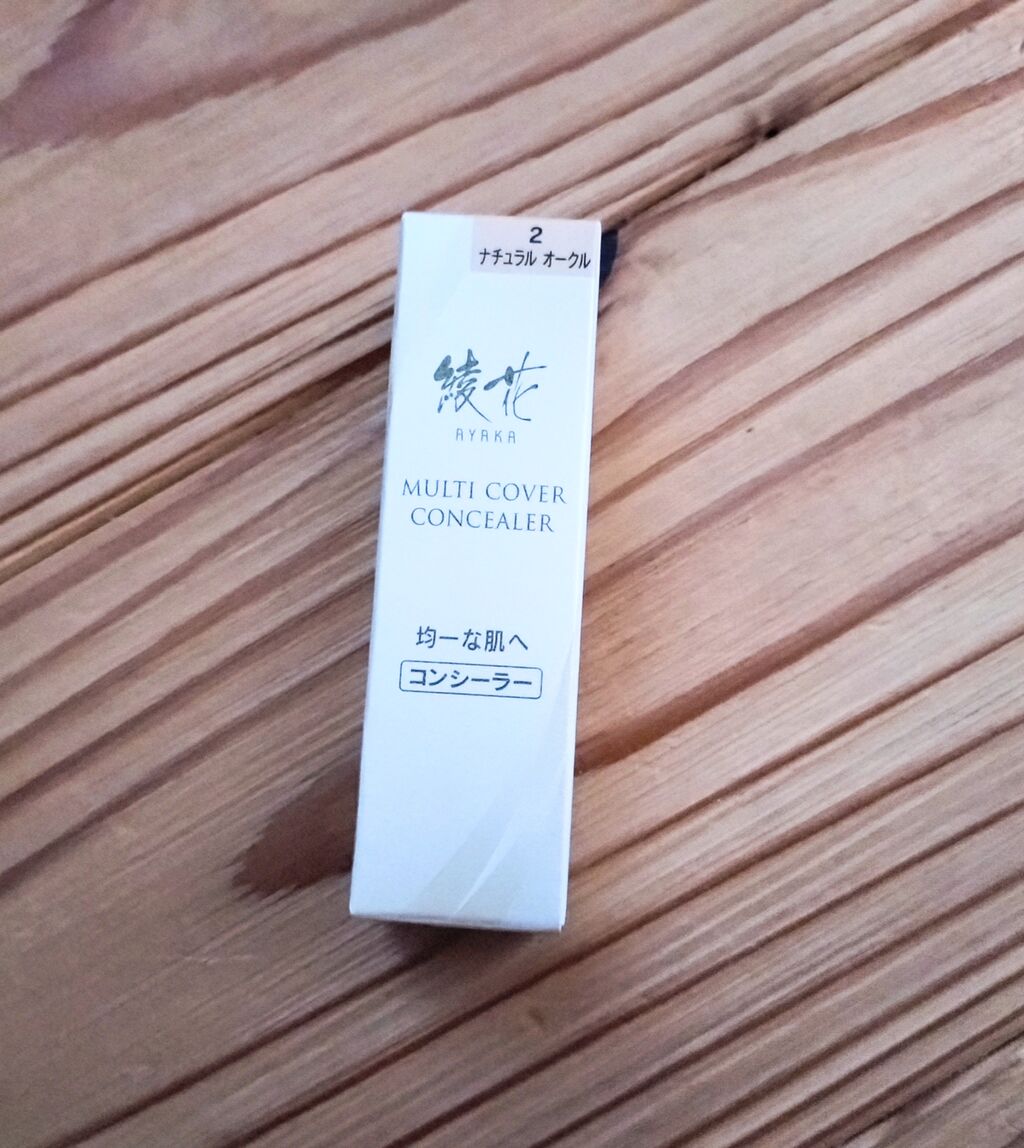 2
ナチュラル オークル
綾花
AYAKA
MULTI COVER
CONCEALER
均一な肌へ
コンシーラー